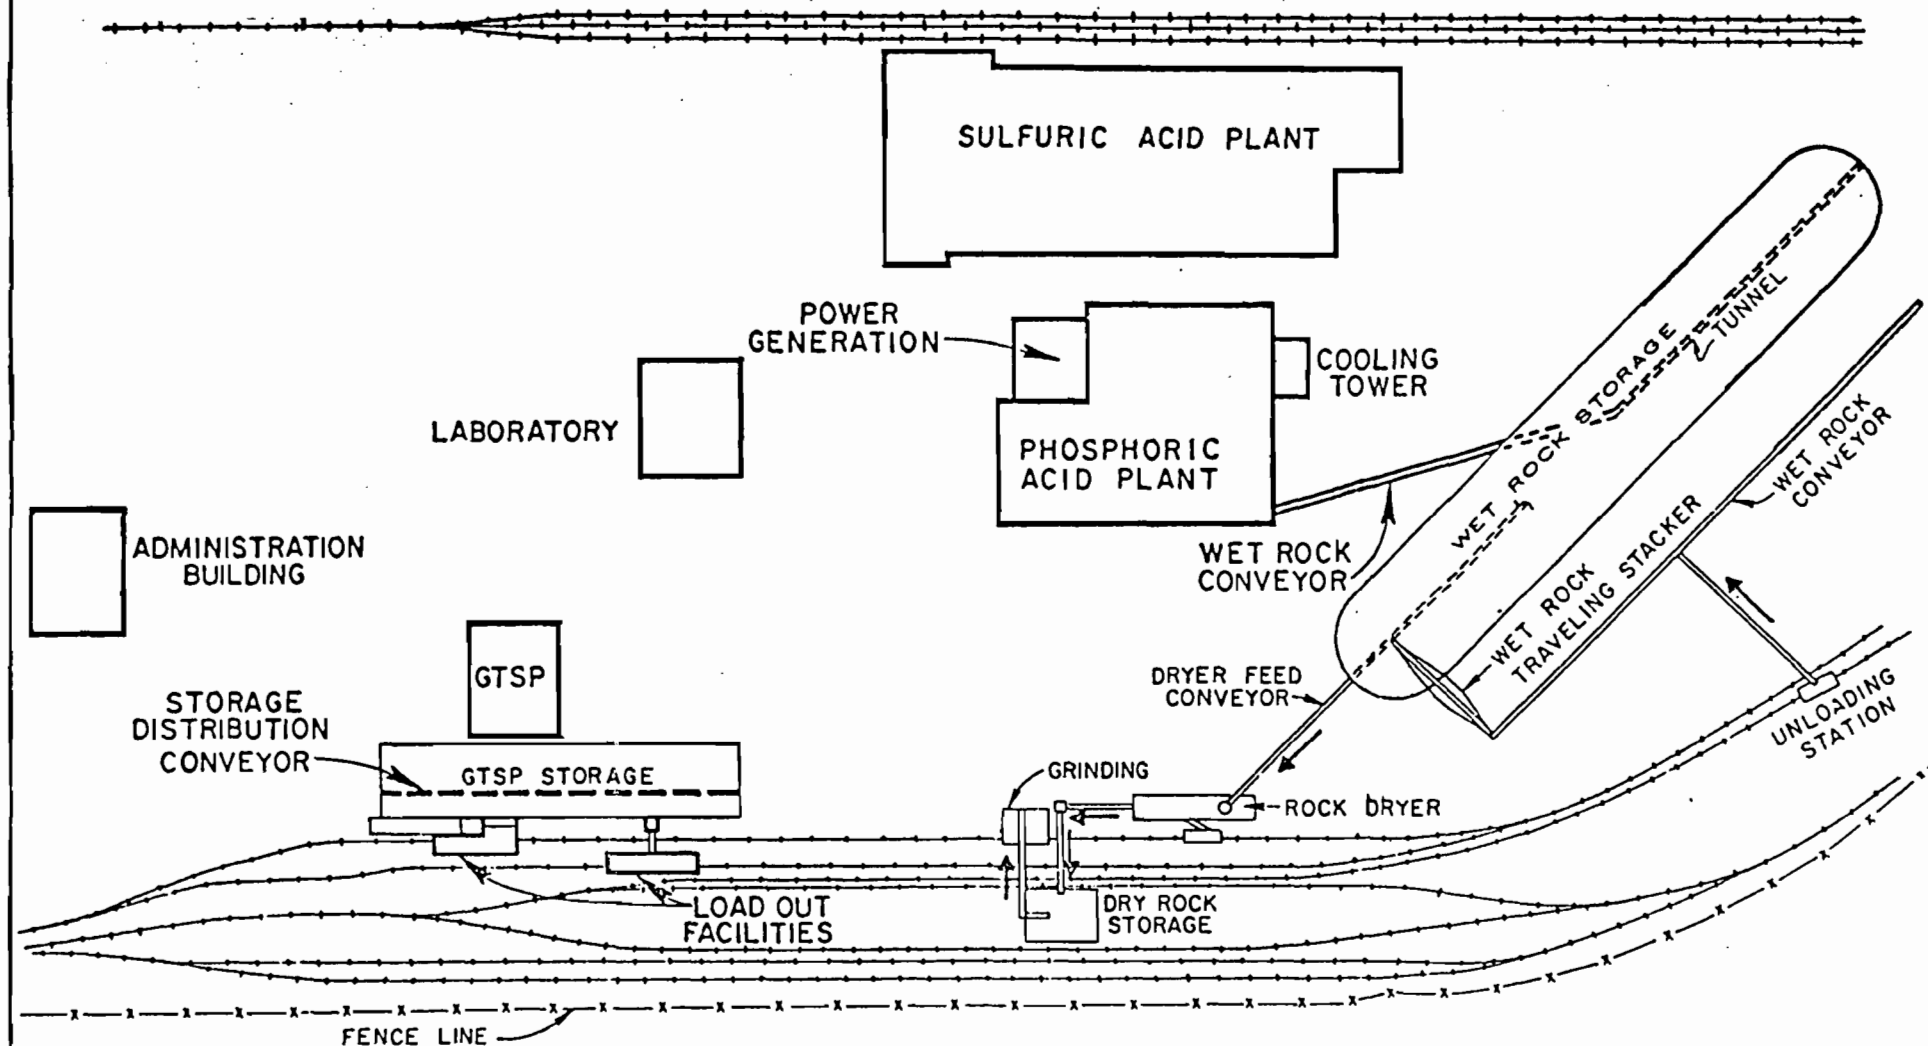 SULFURIC ACID PLANT
POWER
GENERATION
COOLING
TOWER
LABORATORY
PHOSPHORIC
ACID PLANT
WET ROCK STORAGE
TUNNEL
WET ROCK
CONVEYOR
WET ROCK
CONVEYOR
WET ROCK
TRAVELING STACKER
ADMINISTRATION
BUILDING
GTSP
DRYER FEED
CONVEYOR
UNLOADING
STATION
STORAGE
DISTRIBUTION
CONVEYOR
GTSP STORAGE
GRINDING
ROCK DRYER
LOAD OUT
FACILITIES
DRY ROCK
STORAGE
FENCE LINE